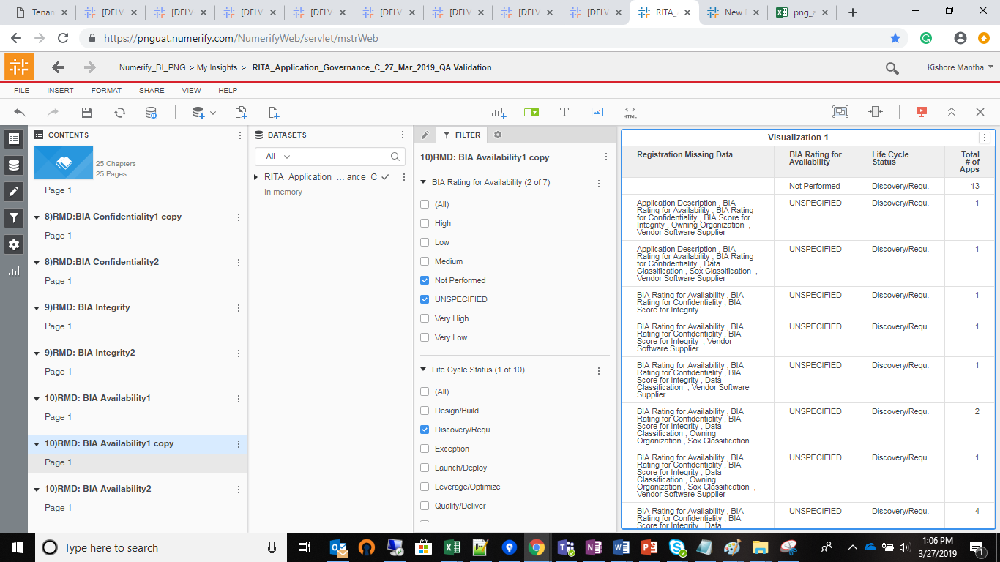 Tenan
[DELV
[DELV
[DELV
[DELV
[DELV
[DELV
[DELV
[DELV
RITA_
New
png_a
https://pnguat.numerify.com/NumerifyWeb/servlet/mstrWeb
Numerify_BI_PNG > My Insights > RITA_Application_Governance_C_27_Mar_2019_QA Validation
Kishore Mantha
FILE INSERT FORMAT SHARE VIEW HELP
HTML
CONTENTS
25 Chapters
25 Pages
Page 1
8)RMD:BIA Confidentiality1 copy
Page 1
8)RMD:BIA Confidentiality2
Page 1
9)RMD: BIA Integrity
Page 1
9)RMD: BIA Integrity2
Page 1
10)RMD: BIA Availability1
Page 1
10)RMD: BIA Availability1 copy
Page 1
10)RMD: BIA Availability2
Page 1
DATASETS
All
RITA_Application_... ance_C
In memory
FILTER
10)RMD: BIA Availability1 copy
BIA Rating for Availability (2 of 7)
(All)
High
Low
Medium
Not Performed
UNSPECIFIED
Very High
Very Low
Life Cycle Status (1 of 10)
(All)
Design/Build
Discovery/Requ.
Exception
Launch/Deploy
Leverage/Optimize
Qualify/Deliver
Visualization 1
Registration Missing Data
BIA Rating for
Availability
Life Cycle
Status
Total
# of
Apps
Not Performed Discovery/Requ. 13
Application Description , BIA
Rating for Availability , BIA Rating
for Confidentiality , BIA Score for
Integrity , Owning Organization ,
Vendor Software Supplier
UNSPECIFIED Discovery/Requ. 1
Application Description , BIA
Rating for Availability , BIA Rating
for Confidentiality , Data
Classification , Sox Classification ,
Vendor Software Supplier
UNSPECIFIED Discovery/Requ. 1
BIA Rating for Availability , BIA
Rating for Confidentiality , BIA
Score for Integrity
UNSPECIFIED Discovery/Requ. 1
BIA Rating for Availability , BIA
Rating for Confidentiality , BIA
Score for Integrity , Vendor
Software Supplier
UNSPECIFIED Discovery/Requ. 1
BIA Rating for Availability , BIA
Rating for Confidentiality , BIA
Score for Integrity , Data
Classification , Vendor Software
Supplier
UNSPECIFIED Discovery/Requ. 1
BIA Rating for Availability , BIA
Rating for Confidentiality , BIA
Score for Integrity , Data
Classification , Owning
Organization , Sox Classification
UNSPECIFIED Discovery/Requ. 2
BIA Rating for Availability , BIA
Rating for Confidentiality , BIA
Score for Integrity , Data
Classification , Owning
Organization , Sox Classification ,
Vendor Software Supplier
UNSPECIFIED Discovery/Requ. 1
BIA Rating for Availability , BIA
Rating for Confidentiality , BIA
Score for Integrity , Data
UNSPECIFIED Discovery/Requ. 4
Type here to search
1:06 PM
3/27/2019
1